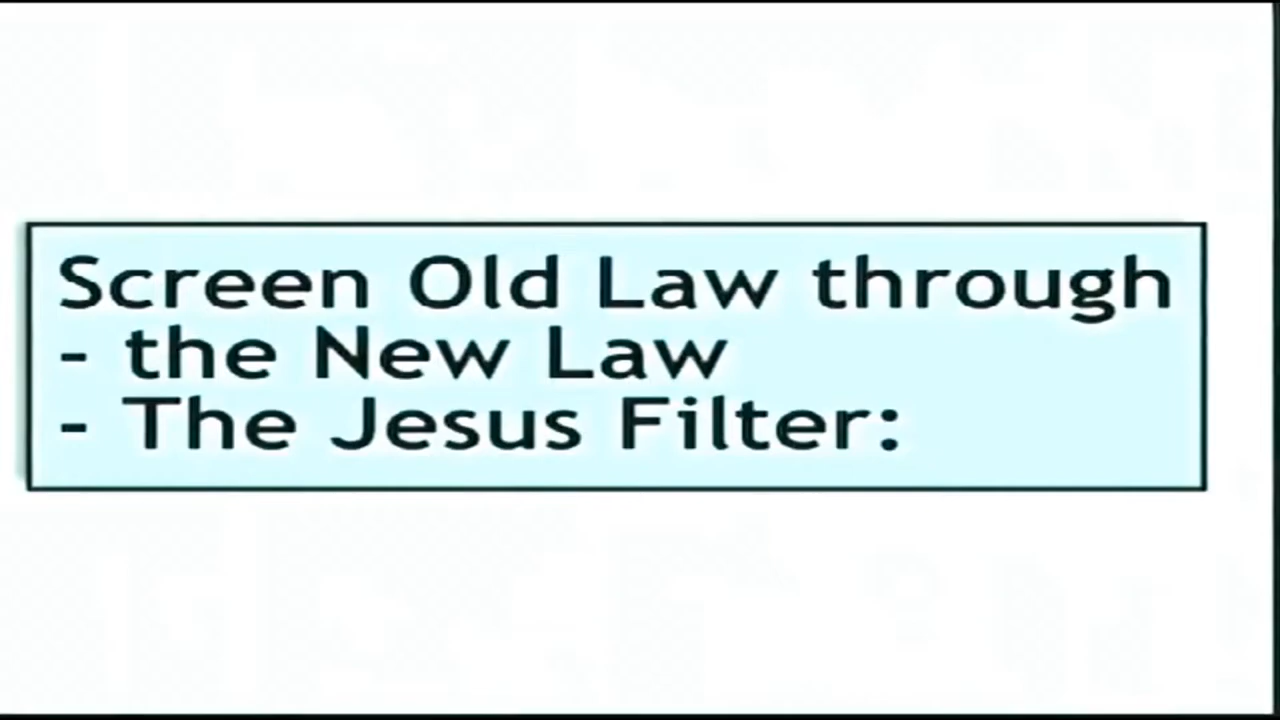 Screen Old Law through
- the New Law
- The Jesus Filter: